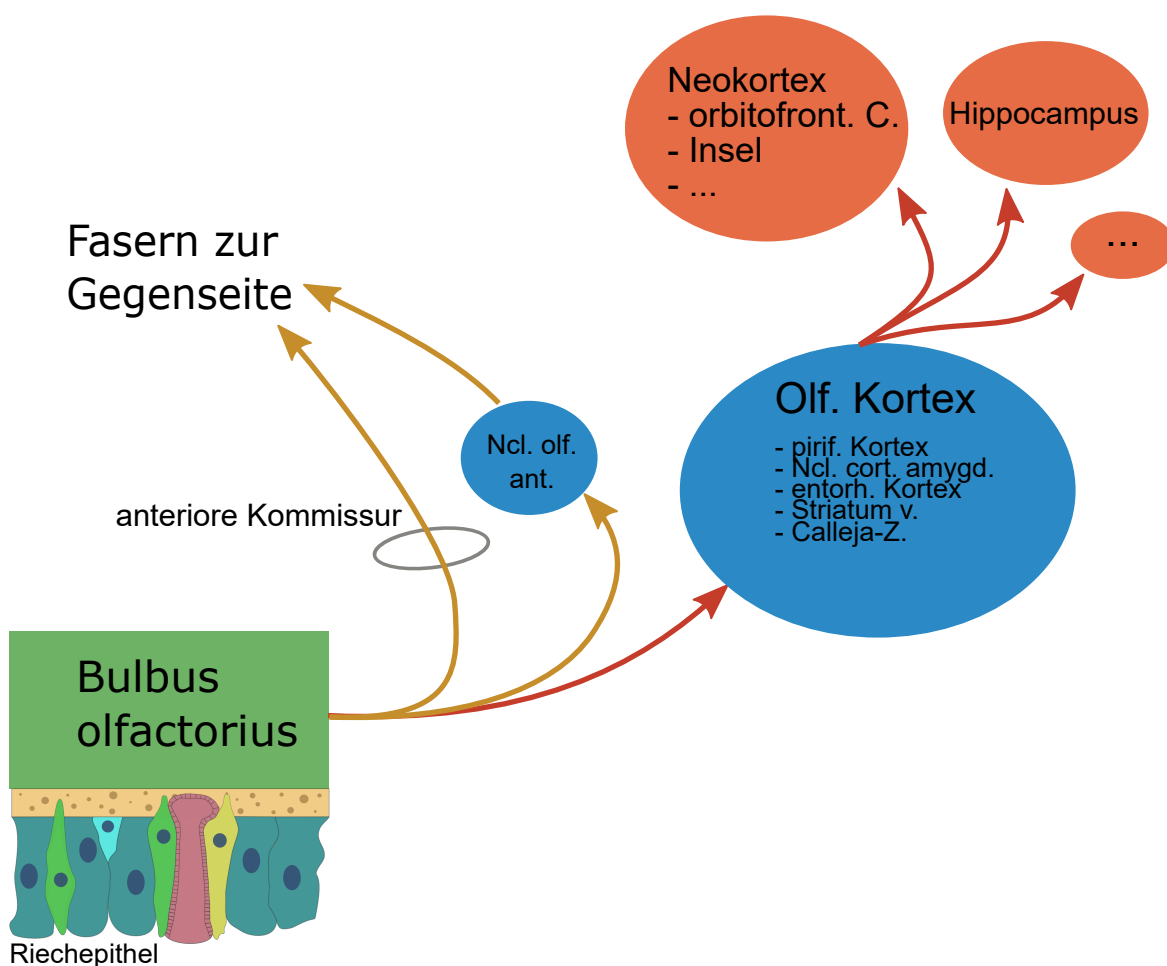 Neokortex
- orbitofront. C.
- Insel
- ...
Hippocampus
...
Fasern zur
Gegenseite
Olf. Kortex
- pirif. Kortex
- Ncl. cort. amygd.
- entorh. Kortex
- Striatum v.
- Calleja-Z.
Ncl. olf.
ant.
anteriore Kommissur
Bulbus
olfactorius
Riechepithel